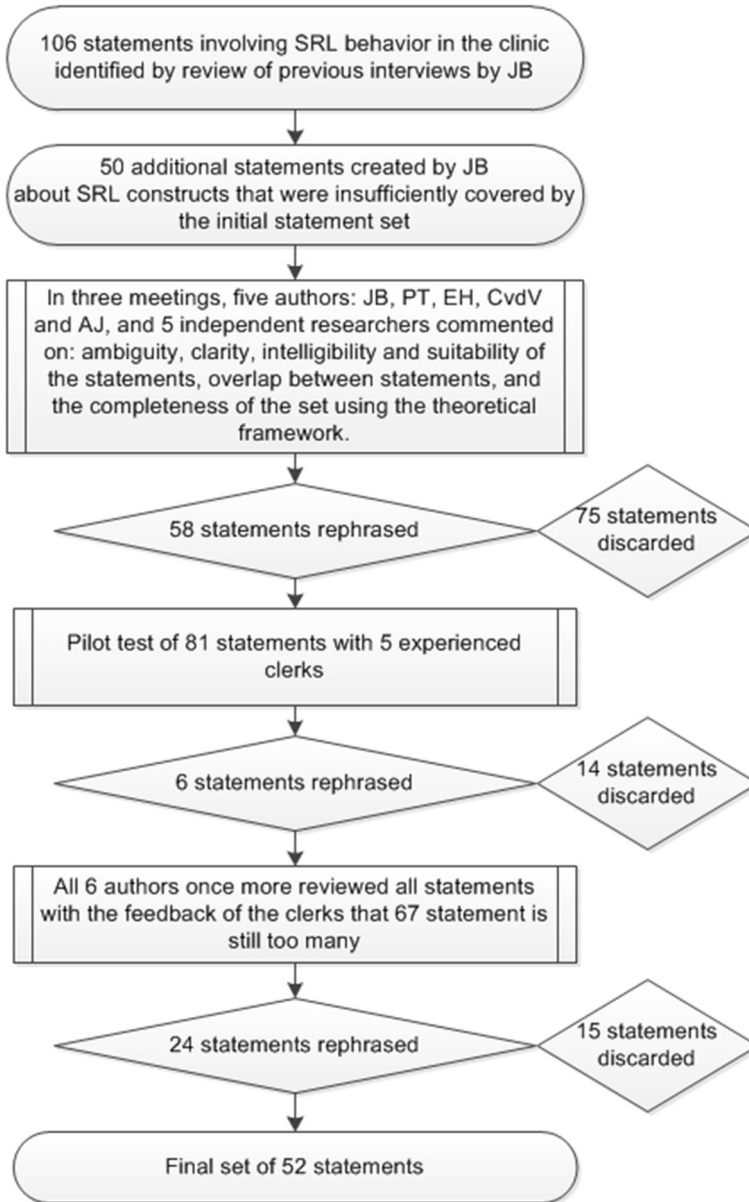 106 statements involving SRL behavior in the clinic
identified by review of previous interviews by JB
50 additional statements created by JB
about SRL constructs that were insufficiently covered by
the initial statement set
In three meetings, five authors: JB, PT, EH, CvdV
and AJ, and 5 independent researchers commented
on: ambiguity, clarity, intelligibility and suitability of
the statements, overlap between statements, and
the completeness of the set using the theoretical
framework.
58 statements rephrased
75 statements
discarded
Pilot test of 81 statements with 5 experienced
clerks
6 statements rephrased
14 statements
discarded
All 6 authors once more reviewed all statements
with the feedback of the clerks that 67 statement is
still too many
24 statements rephrased
15 statements
discarded
Final set of 52 statements